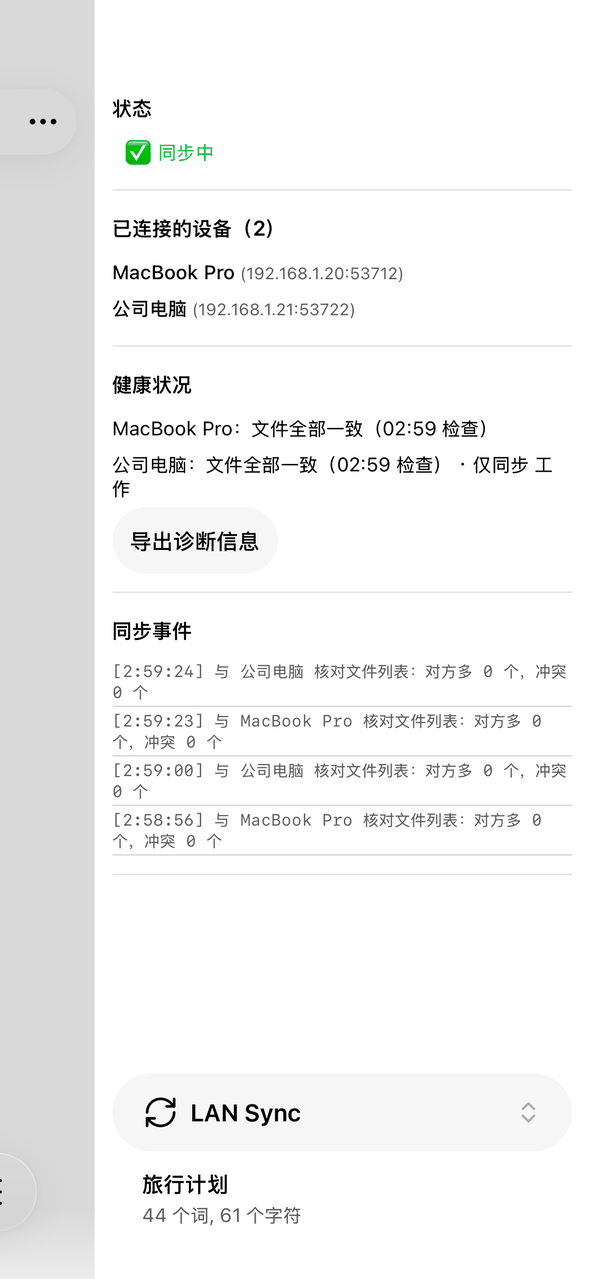 状态
✅ 同步中
已连接的设备（2）
MacBook Pro (192.168.1.20:53712)
公司电脑 (192.168.1.21:53722)
健康状况
MacBook Pro：文件全部一致（02:59 检查）
公司电脑：文件全部一致（02:59 检查） · 仅同步 工
作
导出诊断信息
同步事件
[2:59:24] 与 公司电脑 核对文件列表：对方多 0 个，冲突
0 个
[2:59:23] 与 MacBook Pro 核对文件列表：对方多 0
个，冲突 0 个
[2:59:00] 与 公司电脑 核对文件列表：对方多 0 个，冲突
0 个
[2:58:56] 与 MacBook Pro 核对文件列表：对方多 0
个，冲突 0 个
LAN Sync
旅行计划
44 个词, 61 个字符